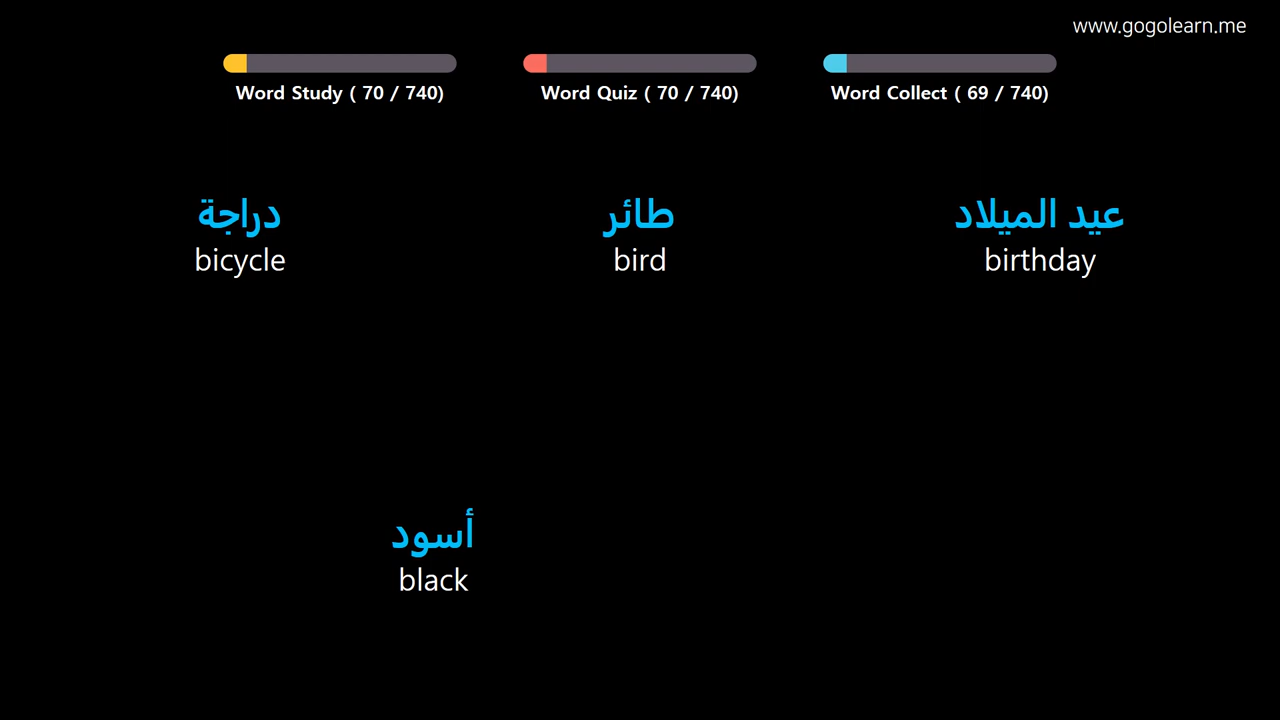 www.gogolearn.me
Word Study ( 70 / 740)
Word Quiz ( 70 / 740)
Word Collect ( 69 / 740)
دراجة
bicycle
طائر
bird
عيد الميلاد
birthday
أسود
black